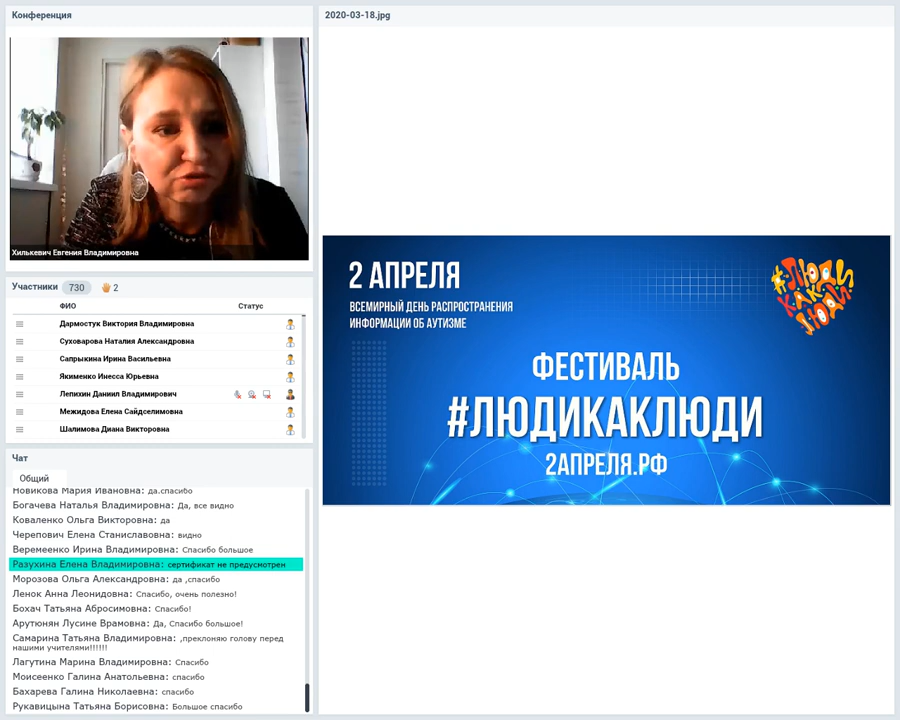 Конференция
Хилькевич Евгения Владимировна
Участники 730 2
ФИО Статус
Дармостук Виктория Владимировна
Суховарова Наталия Александровна
Сапрыкина Ирина Васильевна
Якименко Инесса Юрьевна
Лепихин Даниил Владимирович
Межидова Елена Сайдселимовна
Шалимова Диана Викторовна
Чат
Общий
Новикова Мария Ивановна: да.спасибо
Богачева Наталья Владимировна: Да, все видно
Коваленко Ольга Викторовна: да
Черепович Елена Станиславовна: видно
Веремеенко Ирина Владимировна: Спасибо большое
Разухина Елена Владимировна: сертификат не предусмотрен
Морозова Ольга Александровна: да ,спасибо
Ленок Анна Леонидовна: Спасибо, очень полезно!
Бохач Татьяна Абросимовна: Спасибо!
Арутюнян Лусине Врамовна: Да, Спасибо большое!
Самарина Татьяна Владимировна: ,преклоняю голову перед
нашими учителями!!!!!!
Лагутина Марина Владимировна: Спасибо
Моисеенко Галина Анатольевна: спасибо
Бахарева Галина Николаевна: спасибо
Рукавицына Татьяна Борисовна: Большое спасибо
2020-03-18.jpg
2 АПРЕЛЯ
ВСЕМИРНЫЙ ДЕНЬ РАСПРОСТРАНЕНИЯ
ИНФОРМАЦИИ ОБ АУТИЗМЕ
#ЛЮДИ
КАК
ЛЮДИ
ФЕСТИВАЛЬ
#ЛЮДИКАКЛЮДИ
2АПРЕЛЯ.РФ